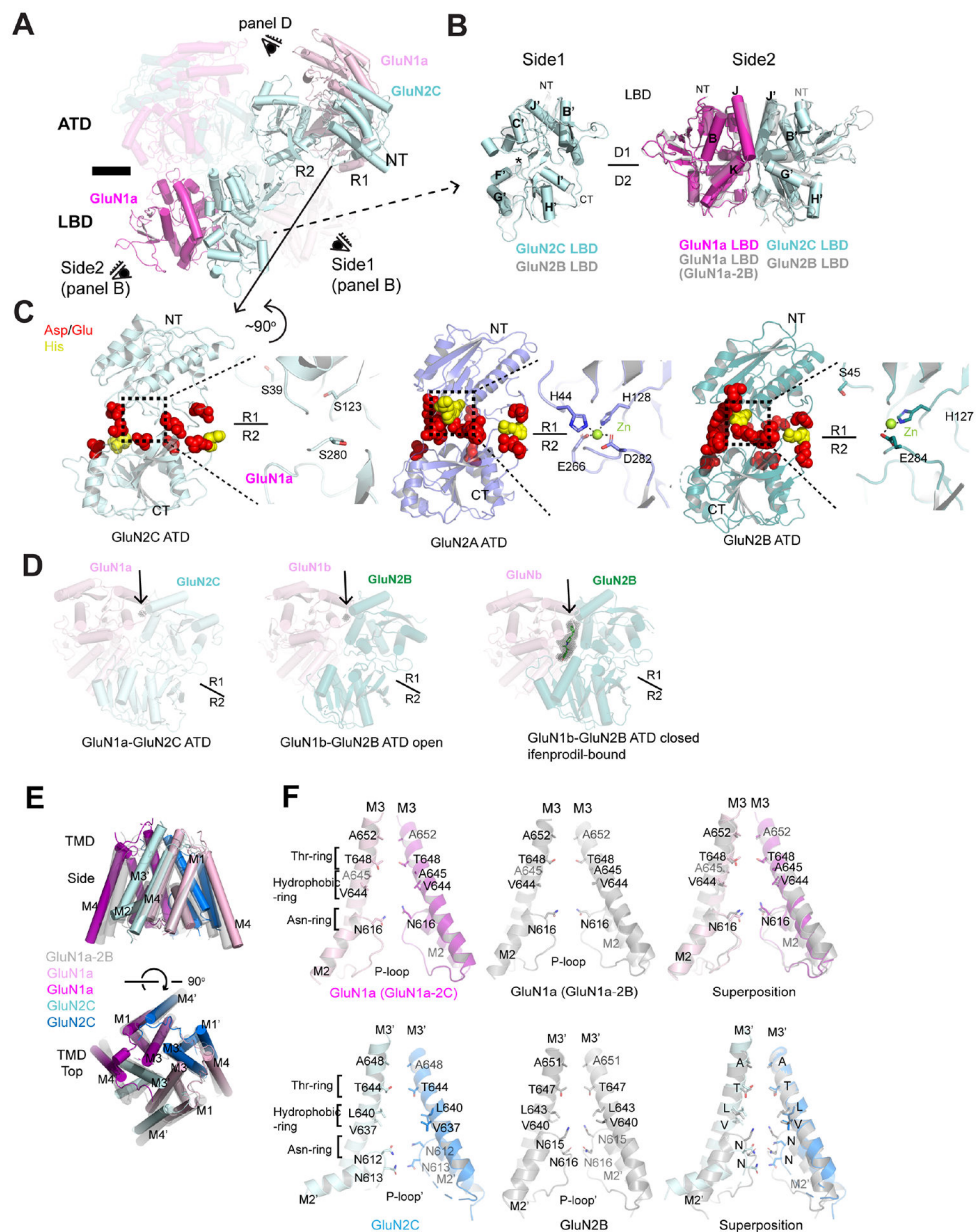 A
panel D
GluN1a
GluN2C
ATD
NT
R2
R1
GluN1a
LBD
Side2
(panel B)
Side1
(panel B)
B
Side1
Side2
NT
J'
B'
C'
*
F'
I'
G'
H'
CT
LBD
D1
D2
NT
J
J'
NT
B
B'
K
G'
H'
GluN2C LBD
GluN2B LBD
GluN1a LBD
GluN1a LBD
(GluN1a-2B)
GluN2C LBD
GluN2B LBD
C
~90°
Asp/Glu
His
NT
R1
R2
CT
GluN2C ATD
S39
S123
S280
GluN1a
NT
R1
R2
CT
GluN2A ATD
H44
H128
Zn
E266
D282
NT
R1
R2
CT
GluN2B ATD
S45
H127
Zn
E284
D
GluN1a
GluN2C
R1
R2
GluN1a-GluN2C ATD
GluN1b
GluN2B
R1
R2
GluN1b-GluN2B ATD open
GluNb
GluN2B
R1
R2
GluN1b-GluN2B ATD closed
ifenprodil-bound
E
TMD
Side
M1
M3'
M4'
M4
M2'
M4
GluN1a-2B
GluN1a
GluN1a
GluN2C
GluN2C
90°
TMD
Top
M4'
M1
M1'
M3
M3'
M4
M4
M3'
M3
M1
M4'
F
M3 M3
A652
A652
Thr-ring
T648
T648
A645
A645
Hydrophobic
-ring
V644
V644
Asn-ring
N616
M2
M2
P-loop
GluN1a (GluN1a-2C)
M3 M3
A652
A652
T648
T648
A645
A645
V644
V644
N616
N616
M2
M2
P-loop
GluN1a (GluN1a-2B)
M3 M3
A652
A652
T648
T648
A645
A645
V644
V644
N616
M2
M2
Superposition
M3' M3'
A648
A648
Thr-ring
T644
T644
Hydrophobic
-ring
L640
L640
V637
V637
Asn-ring
N612
N612
N613
N613
M2'
M2'
P-loop'
GluN2C
M3' M3'
A651
A651
T647
T647
L643
L643
V640
V640
N615
N615
N616
N616
M2'
M2'
P-loop'
GluN2B
M3' M3'
A
A
T
T
L
L
V
V
N
N
N
N
M2'
M2'
Superposition